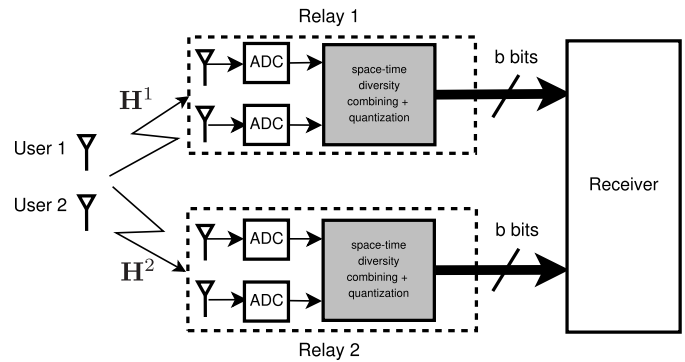 Relay 1
ADC
ADC
space-time
diversity
combining +
quantization
b bits
H¹
User 1
User 2
Receiver
H²
ADC
ADC
space-time
diversity
combining +
quantization
b bits
Relay 2